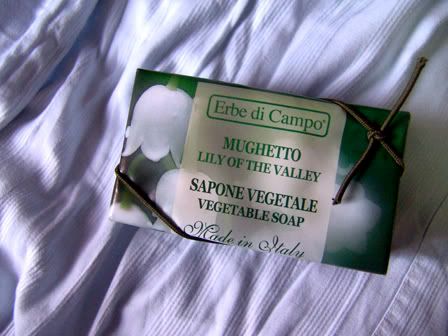 Erbe di Campo
MUGHETTO
LILY OF THE VALLEY
SAPONE VEGETALE
VEGETABLE SOAP
Made in Italy